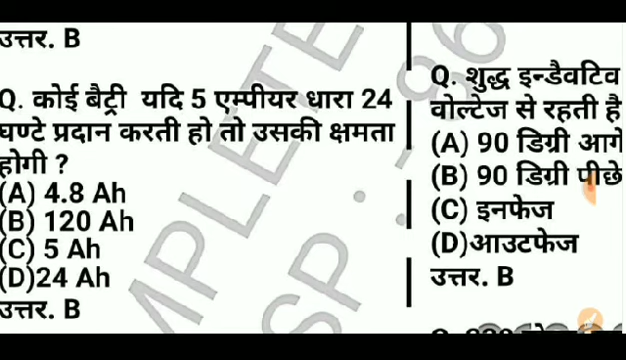 उत्तर. B
Q. कोई बैट्री यदि 5 एम्पीयर धारा 24
घण्टे प्रदान करती हो तो उसकी क्षमता
होगी ?
(A) 4.8 Ah
(B) 120 Ah
(C) 5 Ah
(D)24 Ah
उत्तर. B
Q. शुद्ध इन्डैवटिव
वोल्टेज से रहती है
(A) 90 डिग्री आगे
(B) 90 डिग्री पीछे
(C) इनफेज
(D)आउटफेज
उत्तर. B